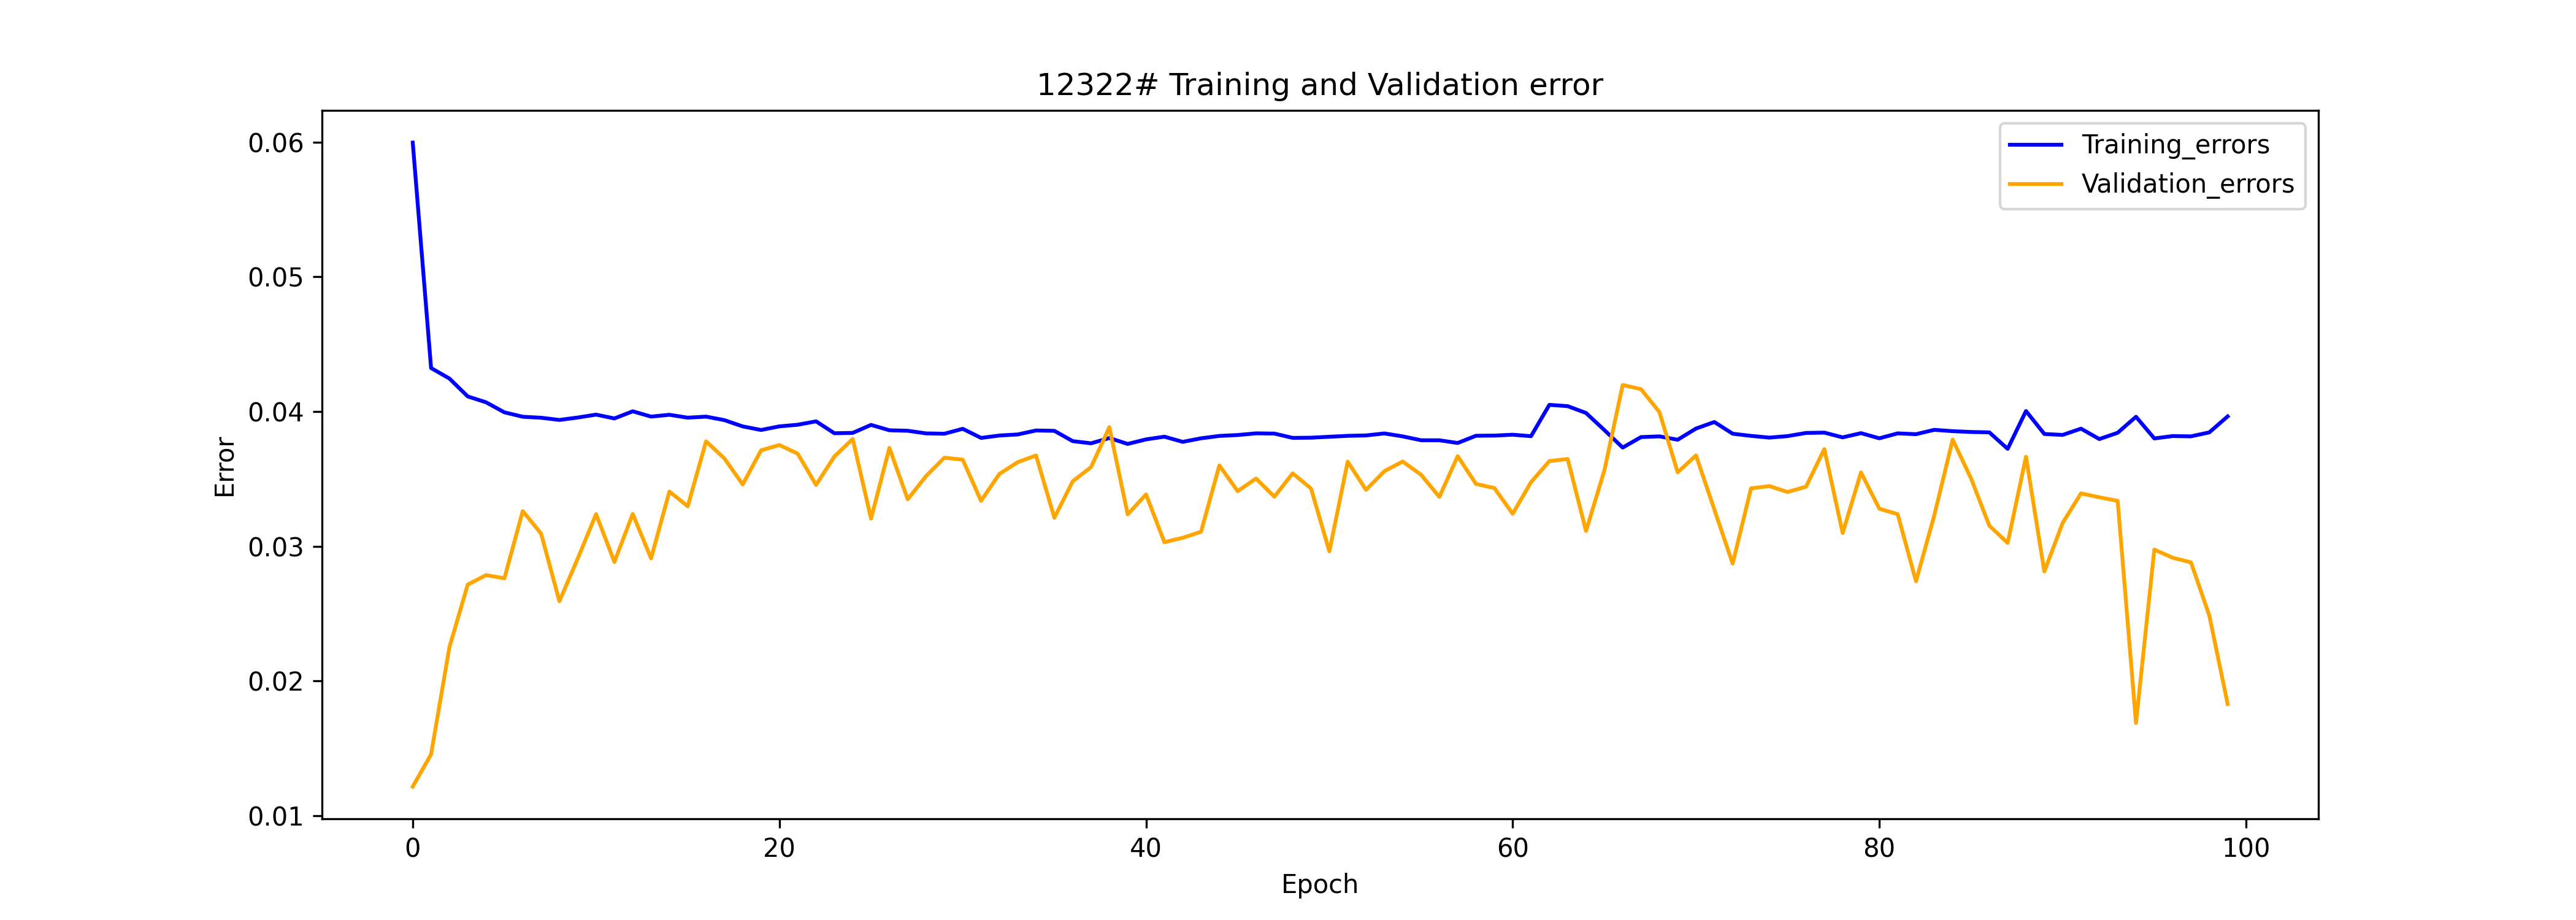 12322# Training and Validation error
Training_errors
Validation_errors
0.06
0.05
0.04
0.03
0.02
0.01
Error
0
20
40
60
80
100
Epoch